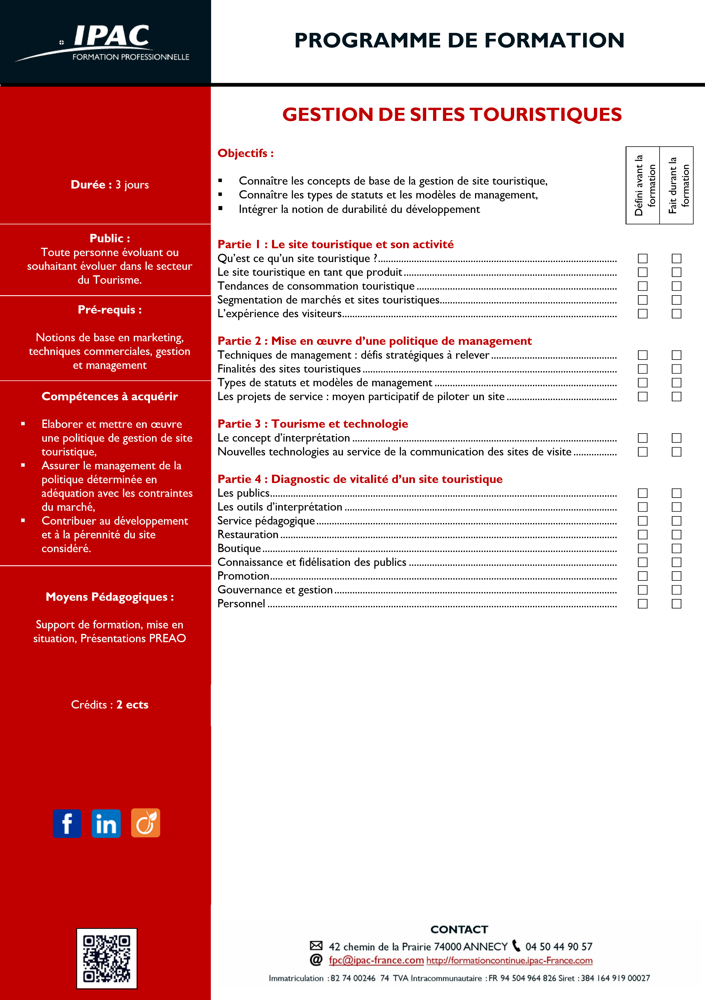 IPAC
FORMATION PROFESSIONNELLE
PROGRAMME DE FORMATION
Durée : 3 jours
Public :
Toute personne évoluant ou
souhaitant évoluer dans le secteur
du Tourisme.
Pré-requis :
Notions de base en marketing,
techniques commerciales, gestion
et management
Compétences à acquérir
▪ Elaborer et mettre en œuvre
une politique de gestion de site
touristique,
▪ Assurer le management de la
politique déterminée en
adéquation avec les contraintes
du marché,
▪ Contribuer au développement
et à la pérennité du site
considéré.
Moyens Pédagogiques :
Support de formation, mise en
situation, Présentations PREAO
Crédits : 2 ects
f in
GESTION DE SITES TOURISTIQUES
Objectifs :
▪ Connaître les concepts de base de la gestion de site touristique,
▪ Connaître les types de statuts et les modèles de management,
▪ Intégrer la notion de durabilité du développement
Défini avant la
formation
Fait durant la
formation
Partie 1 : Le site touristique et son activité
Qu’est ce qu’un site touristique ? ☐ ☐
Le site touristique en tant que produit ☐ ☐
Tendances de consommation touristique ☐ ☐
Segmentation de marchés et sites touristiques ☐ ☐
L’expérience des visiteurs ☐ ☐
Partie 2 : Mise en œuvre d’une politique de management
Techniques de management : défis stratégiques à relever ☐ ☐
Finalités des sites touristiques ☐ ☐
Types de statuts et modèles de management ☐ ☐
Les projets de service : moyen participatif de piloter un site ☐ ☐
Partie 3 : Tourisme et technologie
Le concept d’interprétation ☐ ☐
Nouvelles technologies au service de la communication des sites de visite ☐ ☐
Partie 4 : Diagnostic de vitalité d’un site touristique
Les publics ☐ ☐
Les outils d’interprétation ☐ ☐
Service pédagogique ☐ ☐
Restauration ☐ ☐
Boutique ☐ ☐
Connaissance et fidélisation des publics ☐ ☐
Promotion ☐ ☐
Gouvernance et gestion ☐ ☐
Personnel ☐ ☐
CONTACT
42 chemin de la Prairie 74000 ANNECY 04 50 44 90 57
@ fpc@ipac-france.com http://formationcontinue.ipac-France.com
Immatriculation : 82 74 00246 74 TVA Intracommunautaire : FR 94 504 964 826 Siret : 384 164 919 00027